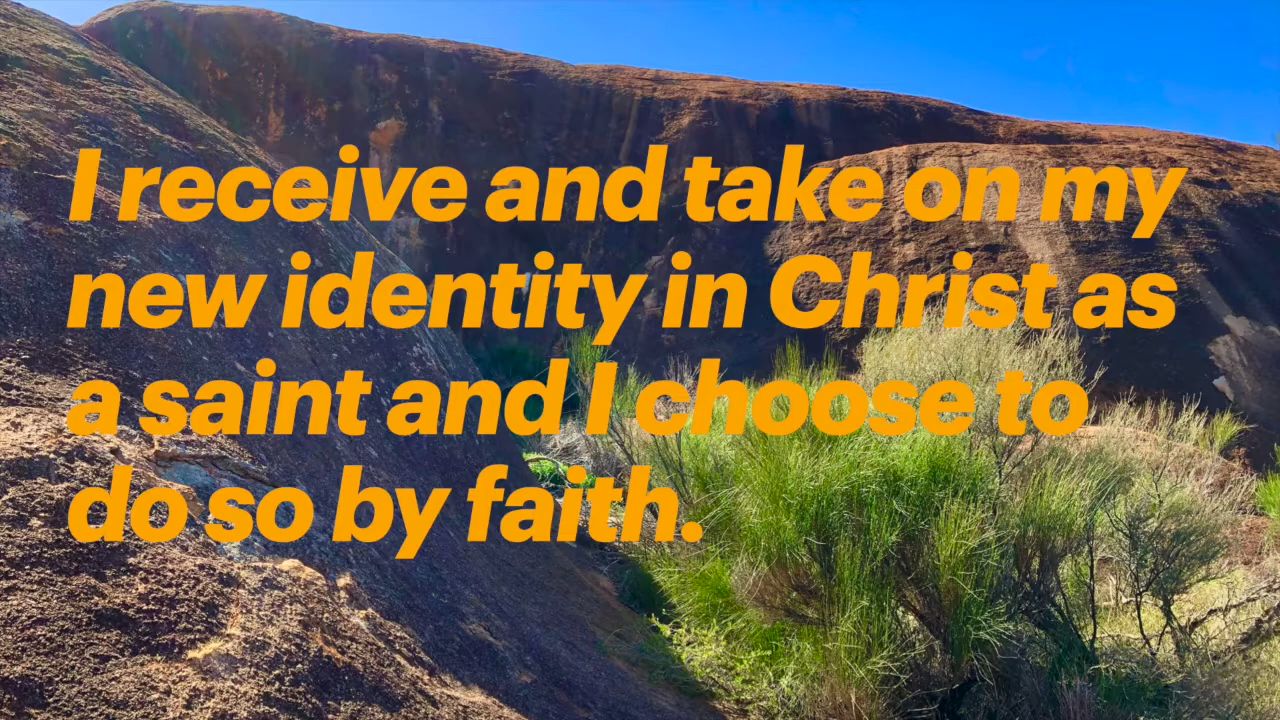 I receive and take on my
new identity in Christ as
a saint and I choose to
do so by faith.